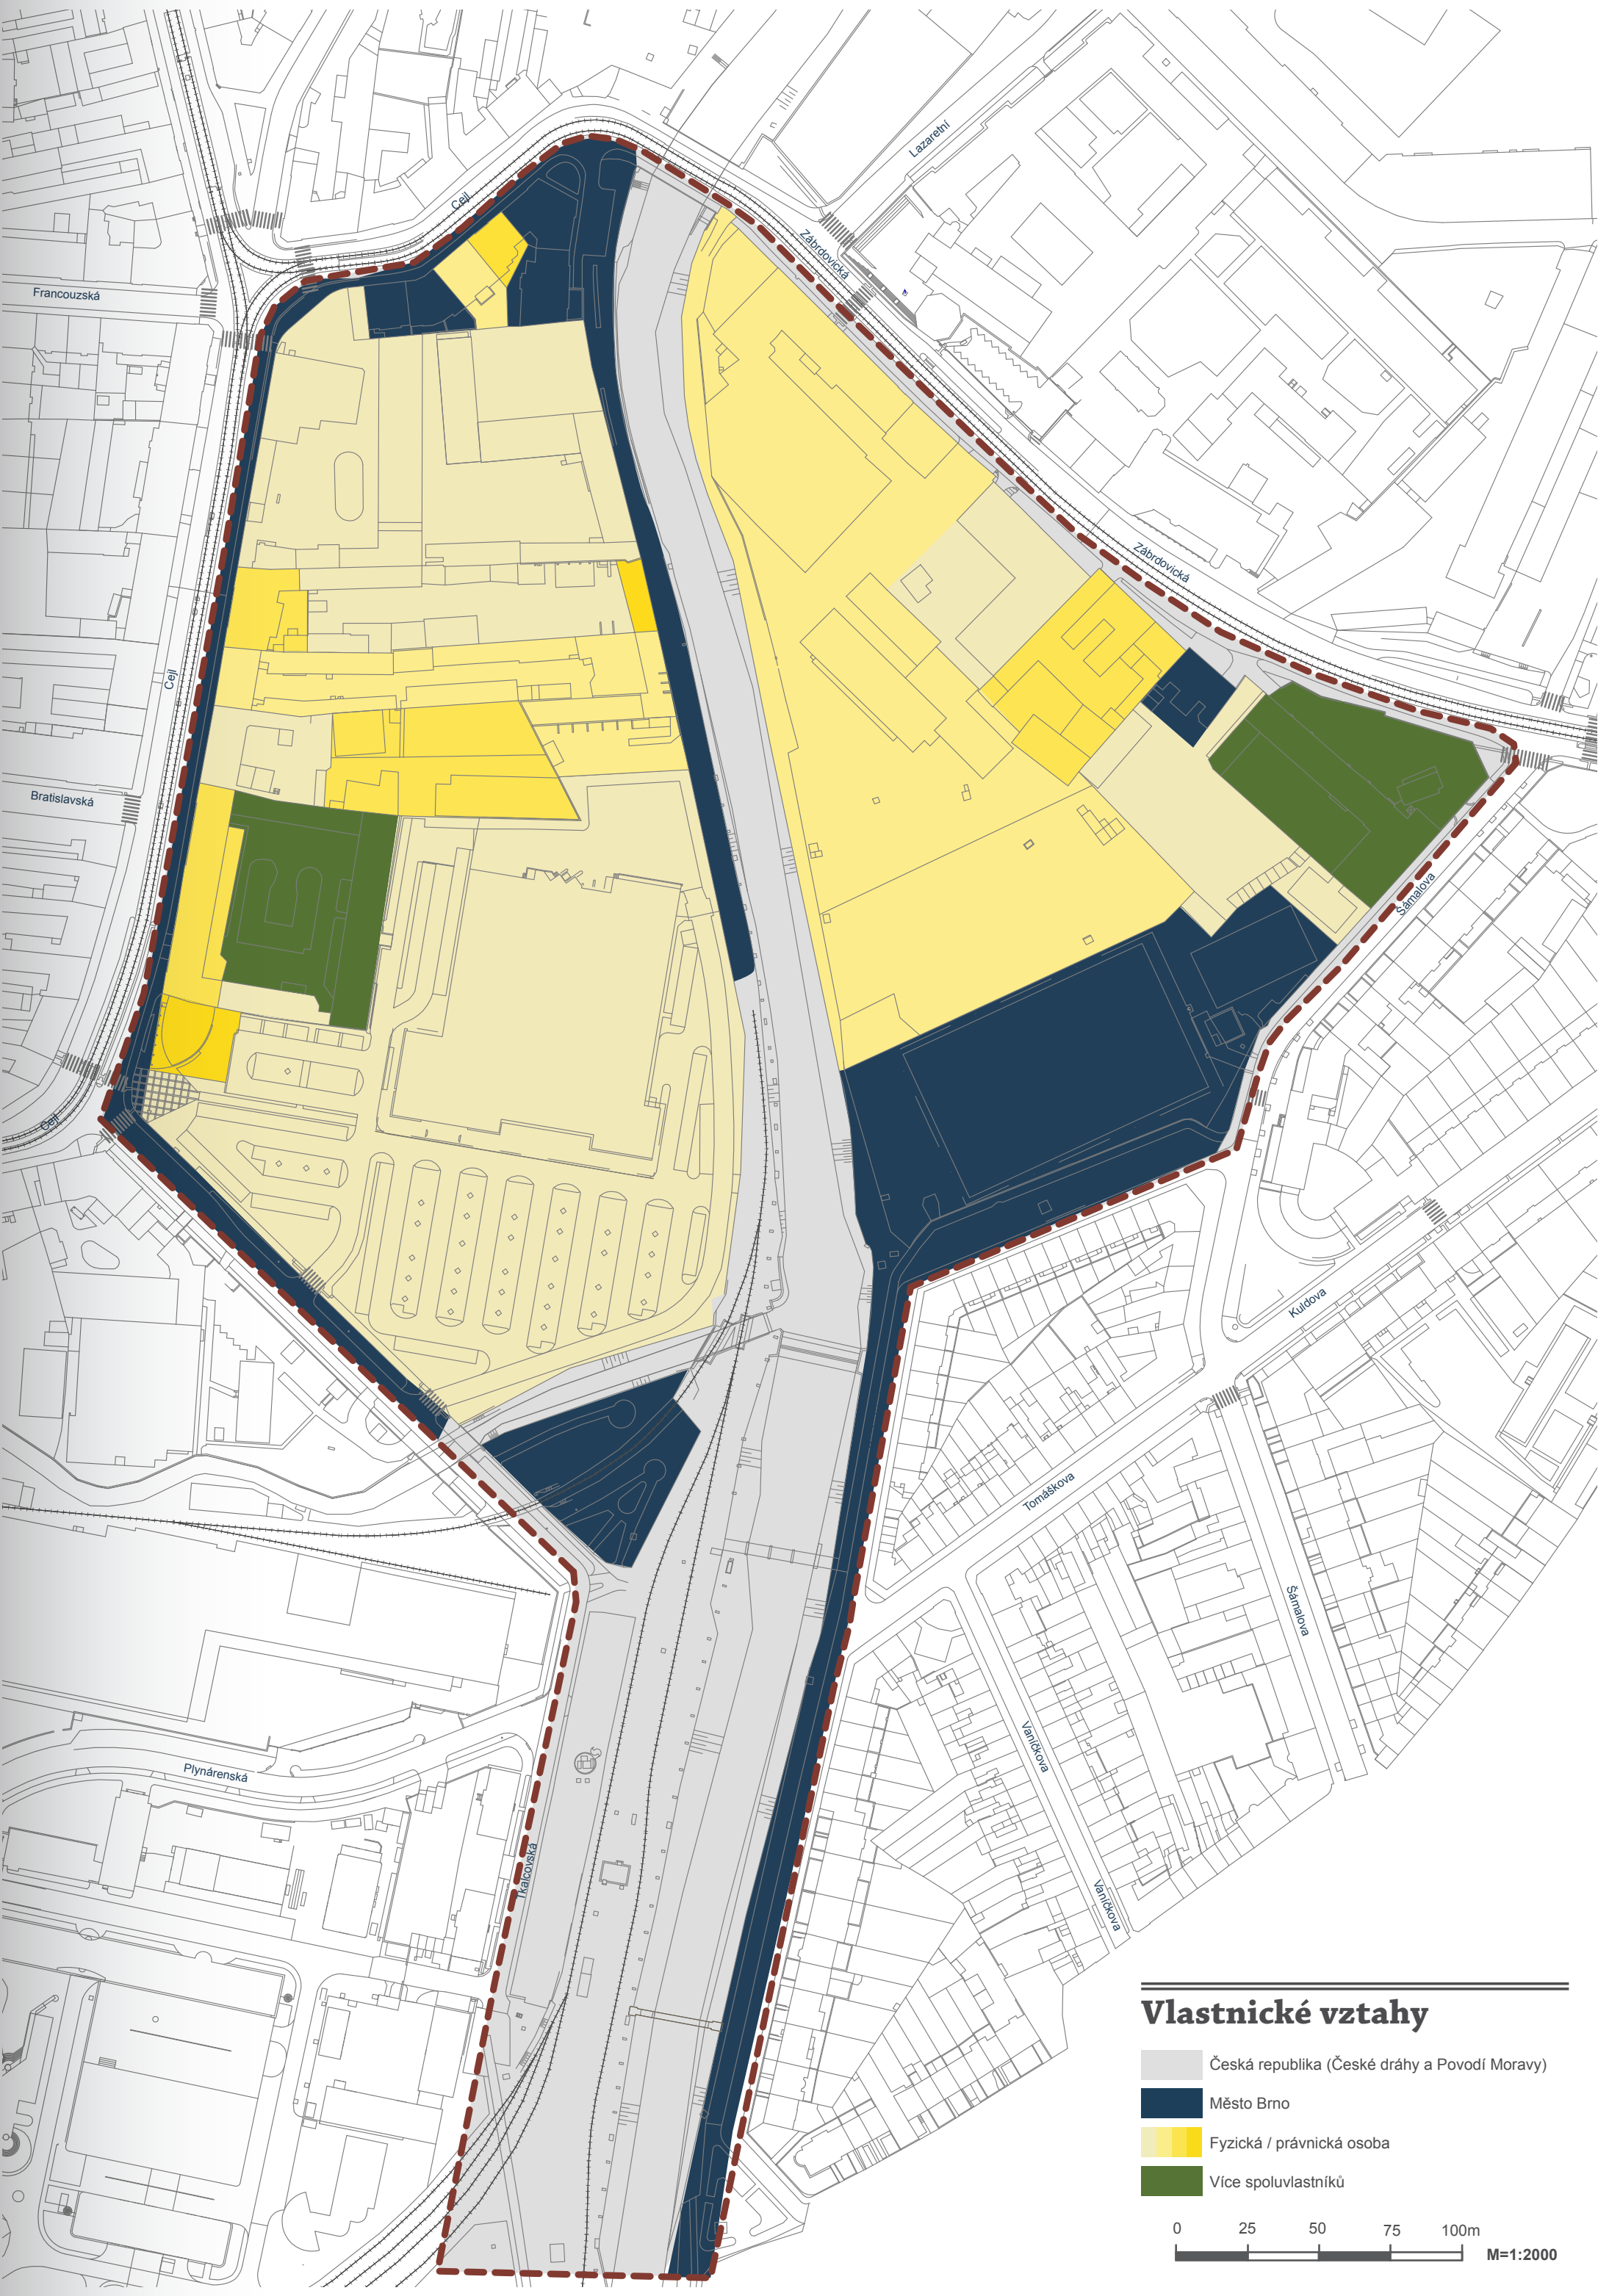 Lazaretní
Cejl
Zábrdovická
Francouzská
Zábrdovická
Cejl
Bratislavská
Šámalova
Cejl
Kuldova
Tomáškova
Šámalova
Vaníčkova
Plynárenská
Tkalcovská
Vaníčkova
Vlastnické vztahy
Česká republika (České dráhy a Povodí Moravy)
Město Brno
Fyzická / právnická osoba
Více spoluvlastníků
0 25 50 75 100m
M=1:2000